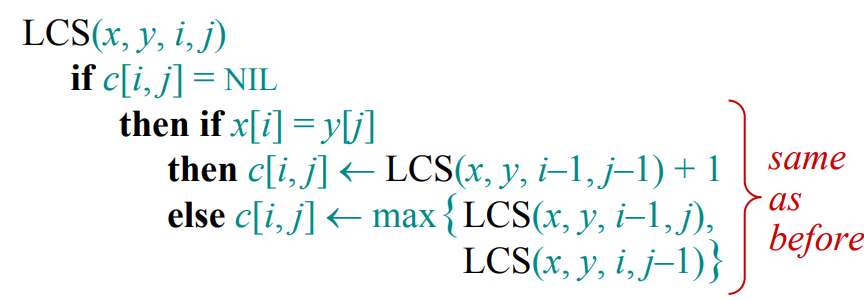 LCS(x, y, i, j)
if c[i, j] = NIL
then if x[i] = y[j]
then c[i, j] ← LCS(x, y, i–1, j–1) + 1
else c[i, j] ← max{LCS(x, y, i–1, j),
LCS(x, y, i, j–1)}
same
as
before